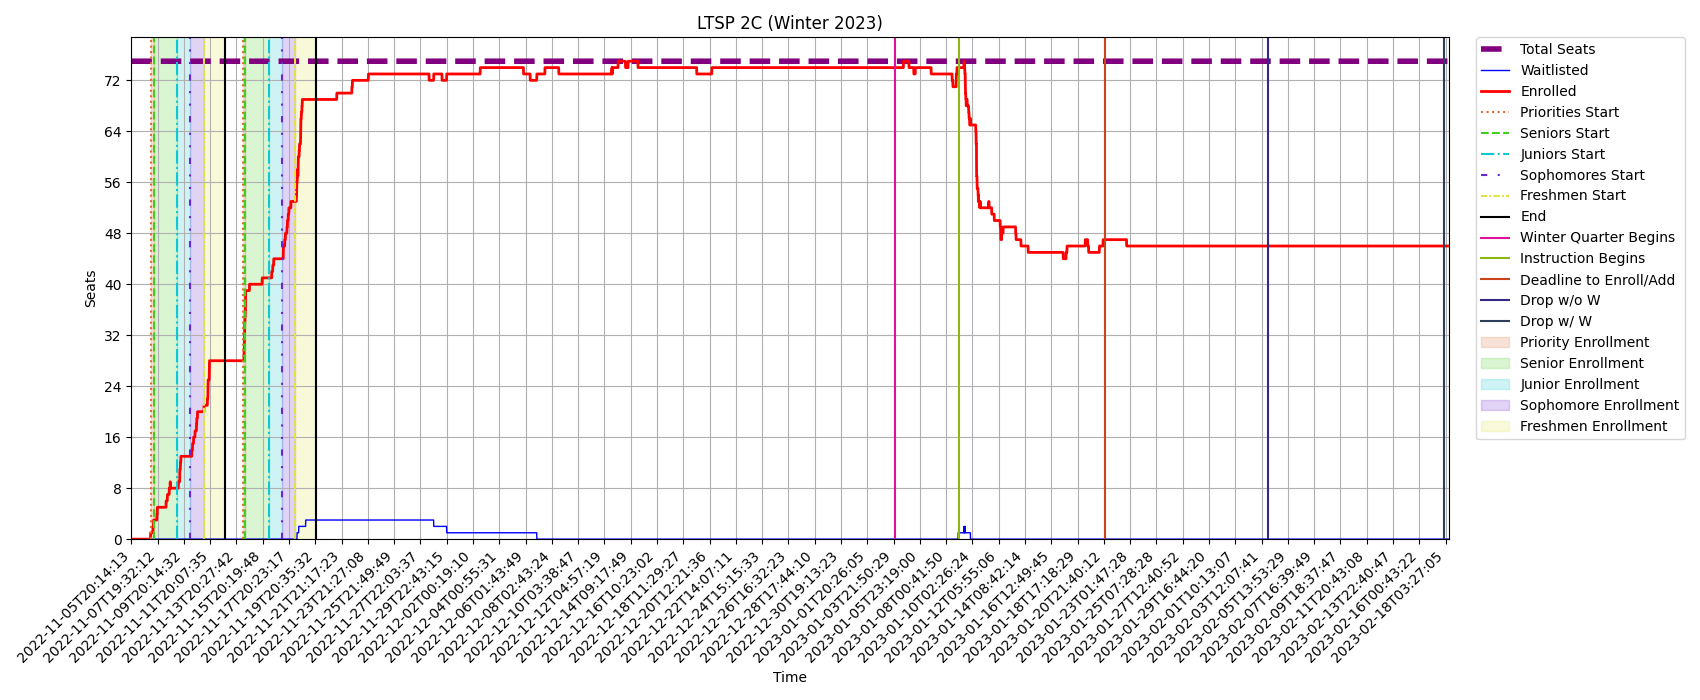 LTSP 2C (Winter 2023)
Seats
72
64
56
48
40
32
24
16
8
0
2022-11-05T20:14:13
2022-11-07T19:32:12
2022-11-09T20:14:32
2022-11-11T20:07:35
2022-11-13T20:27:42
2022-11-15T20:19:48
2022-11-17T20:23:17
2022-11-19T20:35:32
2022-11-21T21:17:23
2022-11-23T21:27:08
2022-11-25T21:49:49
2022-11-27T22:03:37
2022-11-29T22:43:15
2022-12-02T00:19:10
2022-12-04T00:55:31
2022-12-06T01:43:49
2022-12-08T02:43:24
2022-12-10T03:38:47
2022-12-12T04:57:19
2022-12-14T09:17:49
2022-12-16T10:23:02
2022-12-18T11:29:27
2022-12-20T12:21:36
2022-12-22T14:07:11
2022-12-24T15:15:33
2022-12-26T16:32:23
2022-12-28T17:44:10
2022-12-30T19:13:23
2023-01-01T20:26:05
2023-01-03T21:50:29
2023-01-05T23:19:00
2023-01-08T00:41:50
2023-01-10T02:26:24
2023-01-12T05:55:06
2023-01-14T08:42:14
2023-01-16T12:49:45
2023-01-18T17:18:29
2023-01-20T21:40:12
2023-01-23T01:47:28
2023-01-25T07:28:28
2023-01-27T12:40:52
2023-01-29T16:44:20
2023-02-01T10:13:07
2023-02-03T12:07:41
2023-02-05T13:53:29
2023-02-07T16:39:49
2023-02-09T18:37:47
2023-02-11T20:43:08
2023-02-13T22:40:47
2023-02-16T00:43:22
2023-02-18T03:27:05
Time
Total Seats
Waitlisted
Enrolled
Priorities Start
Seniors Start
Juniors Start
Sophomores Start
Freshmen Start
End
Winter Quarter Begins
Instruction Begins
Deadline to Enroll/Add
Drop w/o W
Drop w/ W
Priority Enrollment
Senior Enrollment
Junior Enrollment
Sophomore Enrollment
Freshmen Enrollment